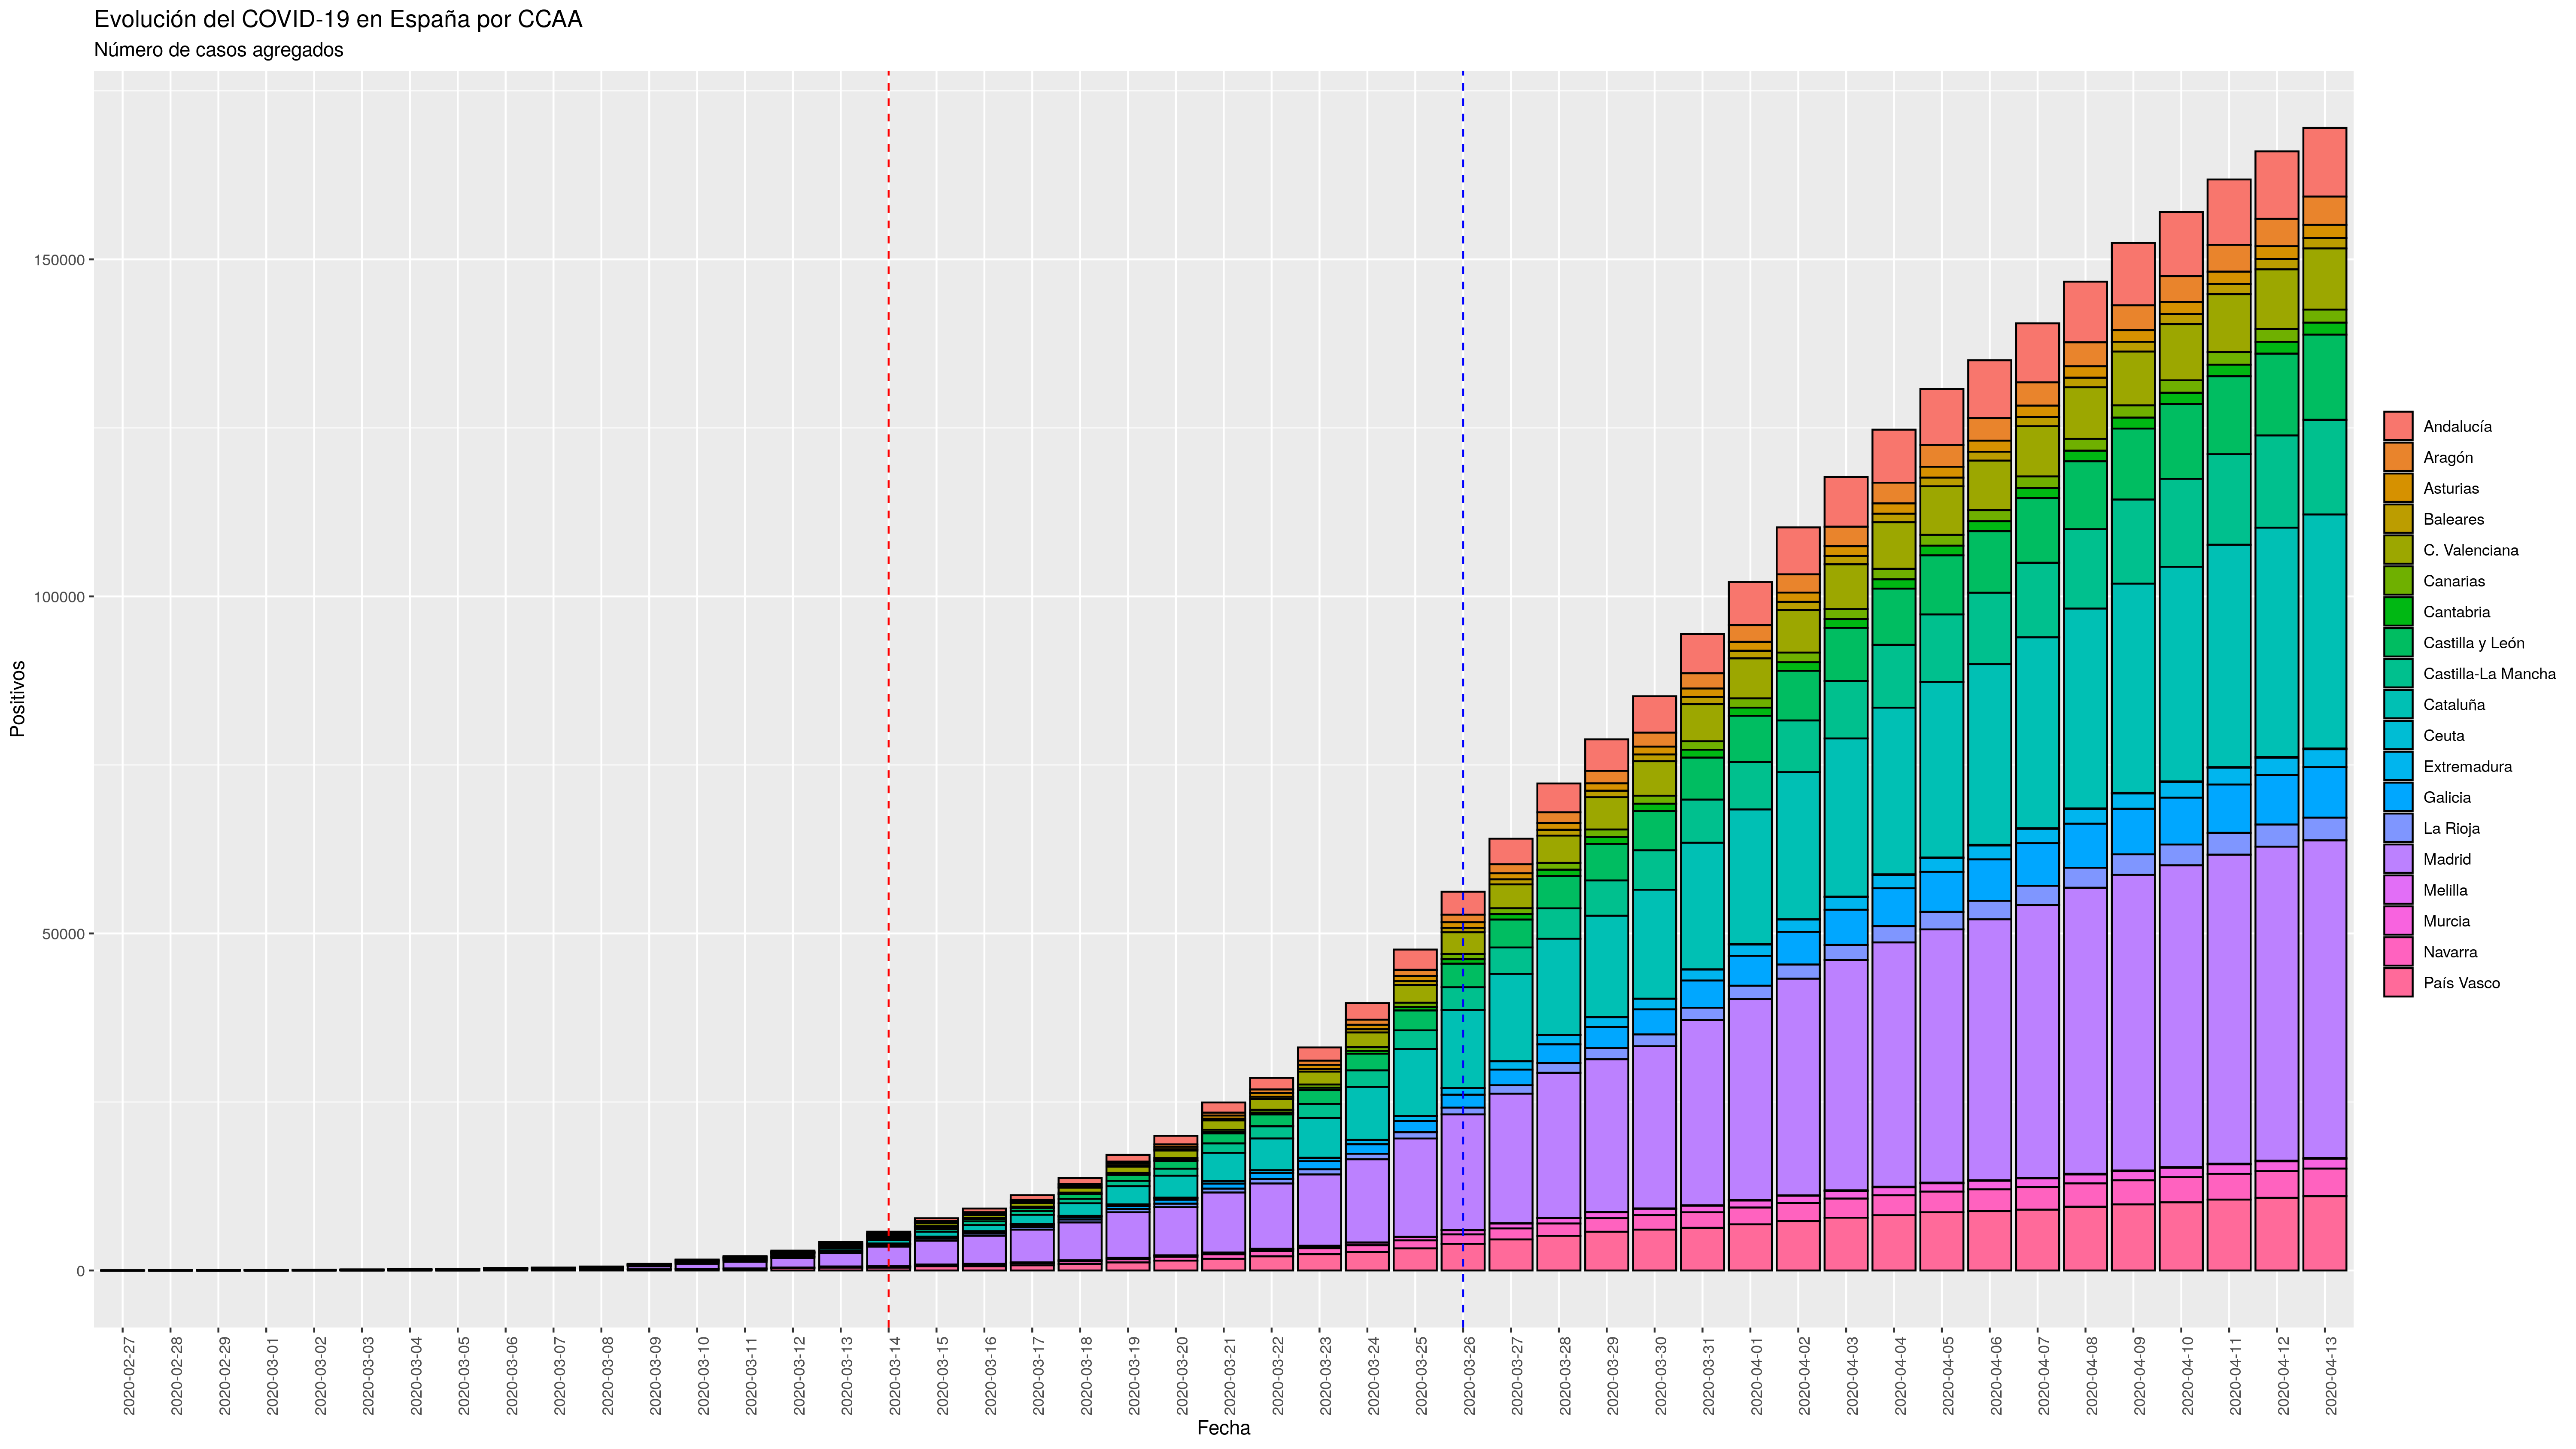 Evolución del COVID-19 en España por CCAA
Número de casos agregados
Positivos
150000
100000
50000
0
2020-02-27
2020-02-28
2020-02-29
2020-03-01
2020-03-02
2020-03-03
2020-03-04
2020-03-05
2020-03-06
2020-03-07
2020-03-08
2020-03-09
2020-03-10
2020-03-11
2020-03-12
2020-03-13
2020-03-14
2020-03-15
2020-03-16
2020-03-17
2020-03-18
2020-03-19
2020-03-20
2020-03-21
2020-03-22
2020-03-23
2020-03-24
2020-03-25
2020-03-26
2020-03-27
2020-03-28
2020-03-29
2020-03-30
2020-03-31
2020-04-01
2020-04-02
2020-04-03
2020-04-04
2020-04-05
2020-04-06
2020-04-07
2020-04-08
2020-04-09
2020-04-10
2020-04-11
2020-04-12
2020-04-13
Fecha
Andalucía
Aragón
Asturias
Baleares
C. Valenciana
Canarias
Cantabria
Castilla y León
Castilla-La Mancha
Cataluña
Ceuta
Extremadura
Galicia
La Rioja
Madrid
Melilla
Murcia
Navarra
País Vasco